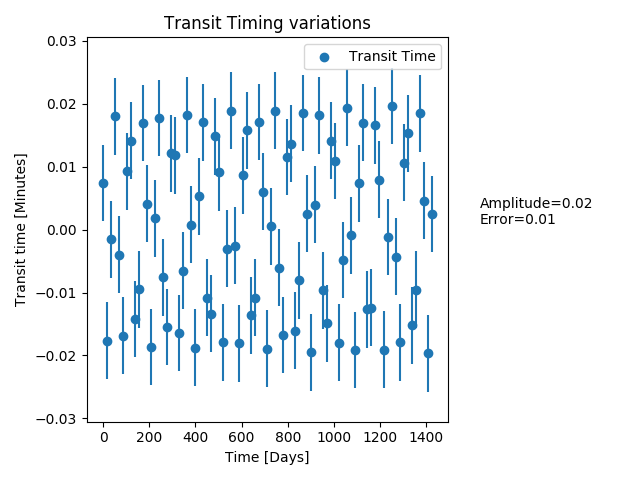 Transit Timing variations
Transit Time
Transit time [Minutes]
0.03
0.02
0.01
0.00
−0.01
−0.02
−0.03
0 200 400 600 800 1000 1200 1400
Time [Days]
Amplitude=0.02
Error=0.01